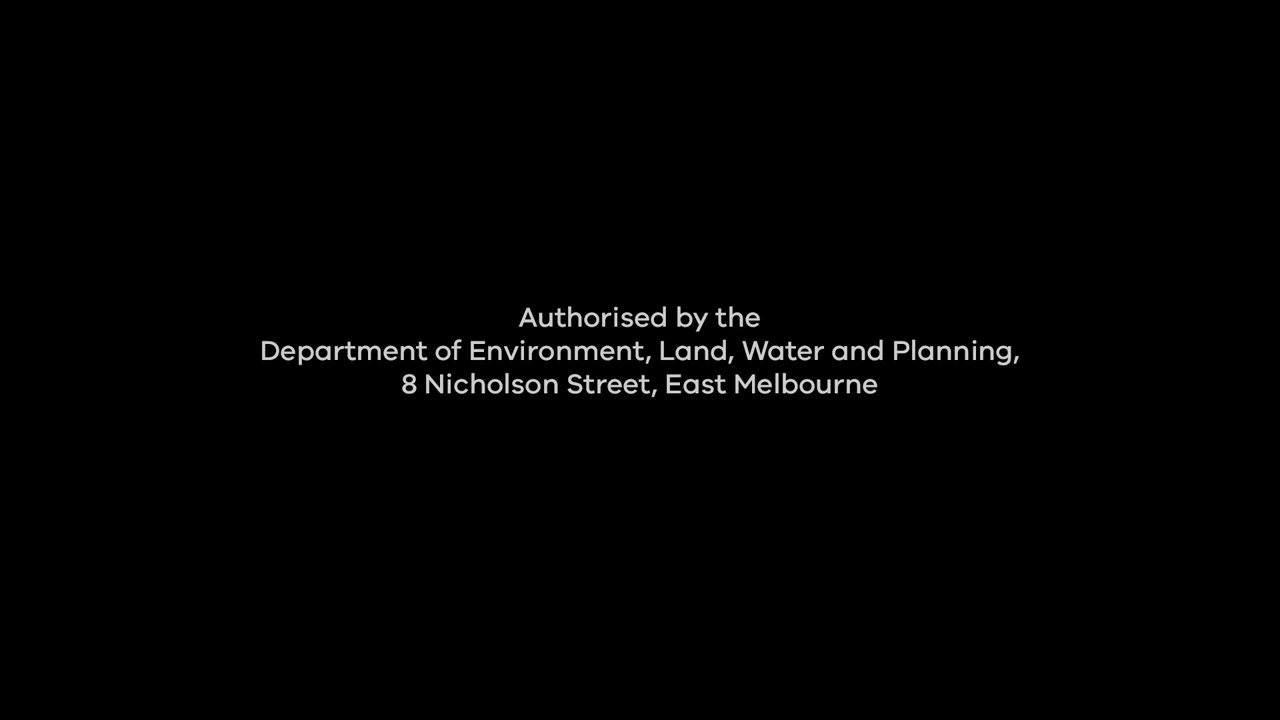 Authorised by the
Department of Environment, Land, Water and Planning,
8 Nicholson Street, East Melbourne